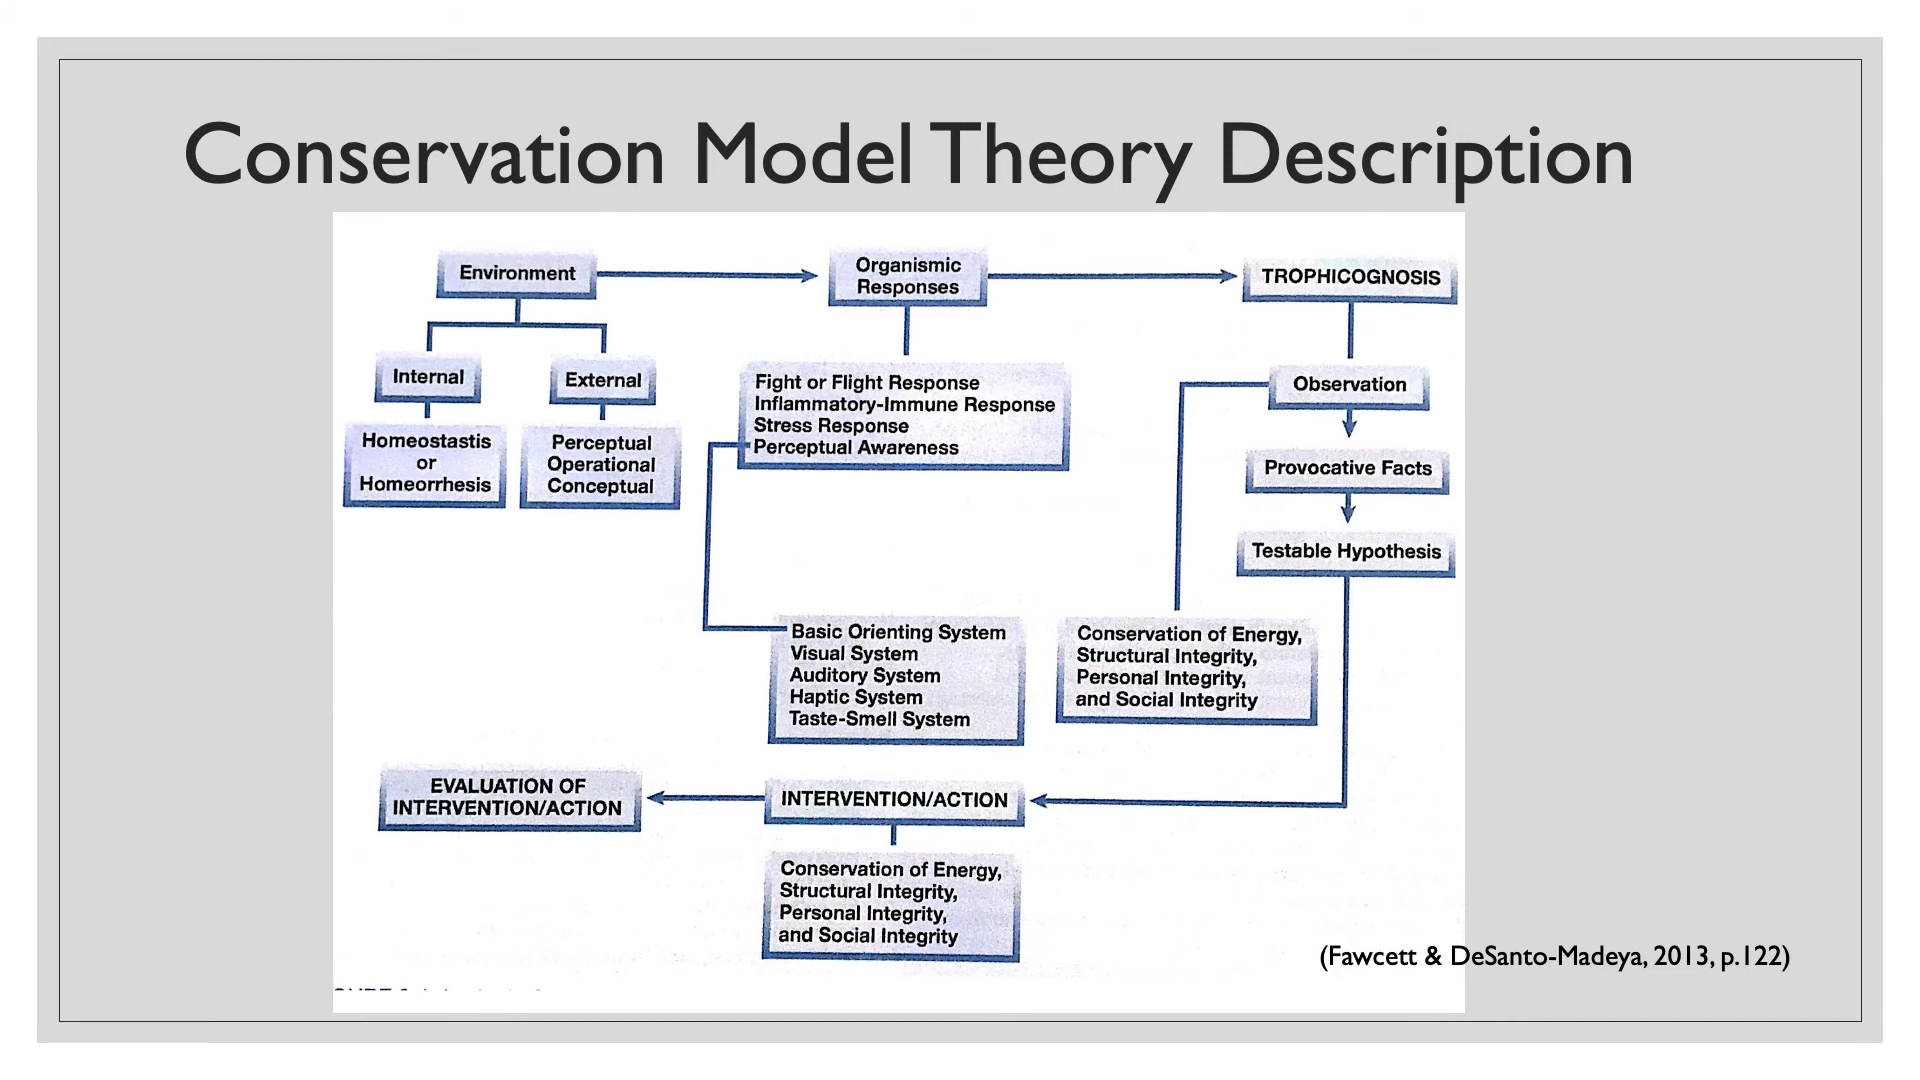 Conservation Model Theory Description
Environment
Organismic
Responses
TROPHICOGNOSIS
Internal
External
Homeostastis
or
Homeorrhesis
Perceptual
Operational
Conceptual
Fight or Flight Response
Inflammatory-Immune Response
Stress Response
Perceptual Awareness
Observation
Provocative Facts
Testable Hypothesis
Basic Orienting System
Visual System
Auditory System
Haptic System
Taste-Smell System
Conservation of Energy,
Structural Integrity,
Personal Integrity,
and Social Integrity
EVALUATION OF
INTERVENTION/ACTION
INTERVENTION/ACTION
Conservation of Energy,
Structural Integrity,
Personal Integrity,
and Social Integrity
(Fawcett & DeSanto-Madeya, 2013, p.122)